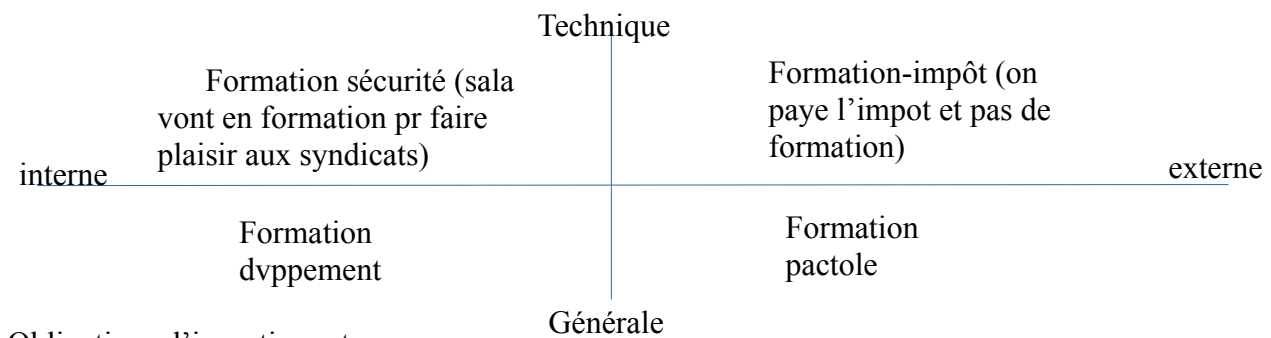 Technique
Formation sécurité (sala
vont en formation pr faire
plaisir aux syndicats)
Formation-impôt (on
paye l’impot et pas de
formation)
interne
externe
Formation
dvppement
Formation
pactole
Générale